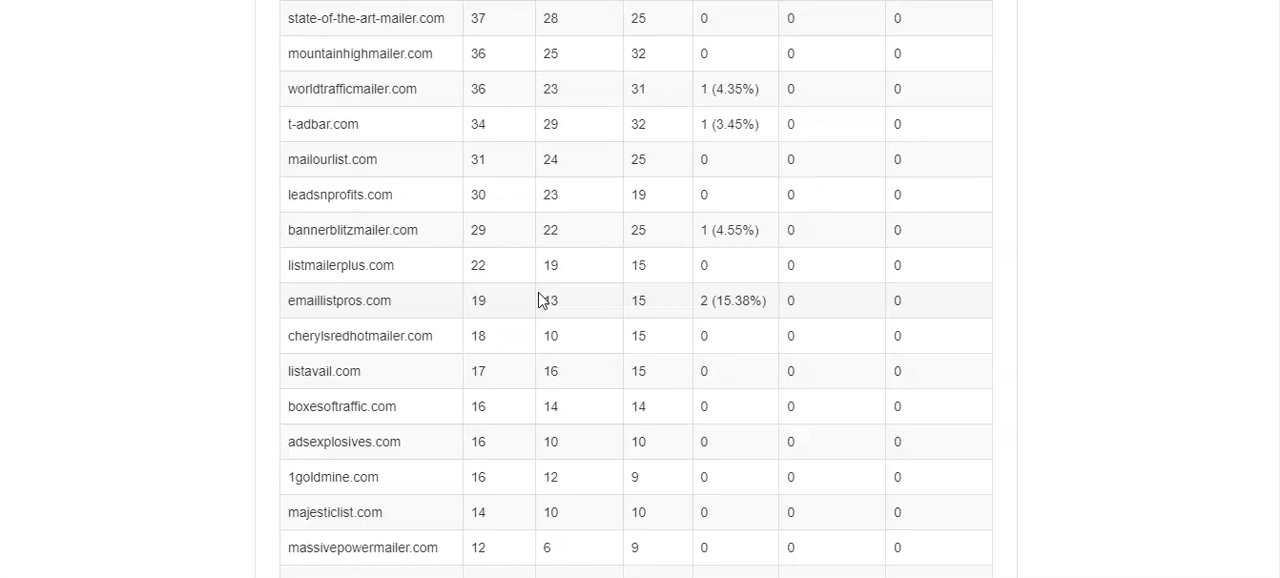 state-of-the-art-mailer.com 37 28 25 0 0 0
mountainhighmailer.com 36 25 32 0 0 0
worldtrafficmailer.com 36 23 31 1 (4.35%) 0 0
t-adbar.com 34 29 32 1 (3.45%) 0 0
mailourlist.com 31 24 25 0 0 0
leadsnprofits.com 30 23 19 0 0 0
bannerblitzmailer.com 29 22 25 1 (4.55%) 0 0
listmailerplus.com 22 19 15 0 0 0
emaillistpros.com 19 13 15 2 (15.38%) 0 0
cherylsredhotmailer.com 18 10 15 0 0 0
listavail.com 17 16 15 0 0 0
boxesoftraffic.com 16 14 14 0 0 0
adsexplosives.com 16 10 10 0 0 0
1goldmine.com 16 12 9 0 0 0
majesticlist.com 14 10 10 0 0 0
massivepowermailer.com 12 6 9 0 0 0